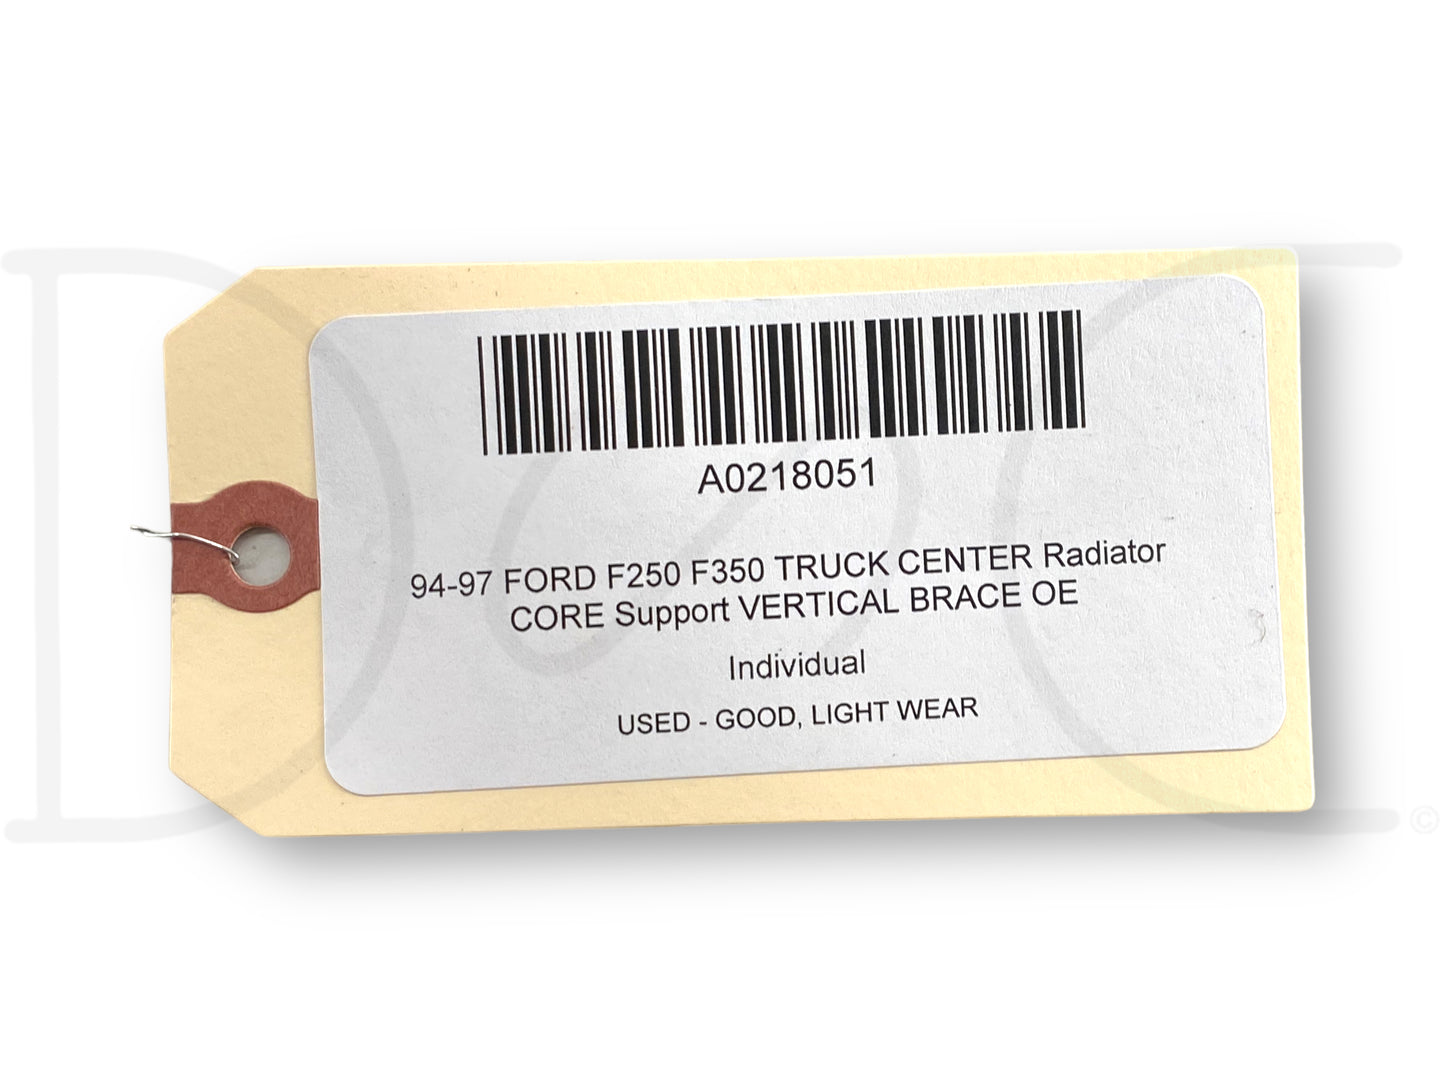 A0218051
94-97 FORD F250 F350 TRUCK CENTER Radiator
CORE Support VERTICAL BRACE OE
Individual
USED - GOOD, LIGHT WEAR
©